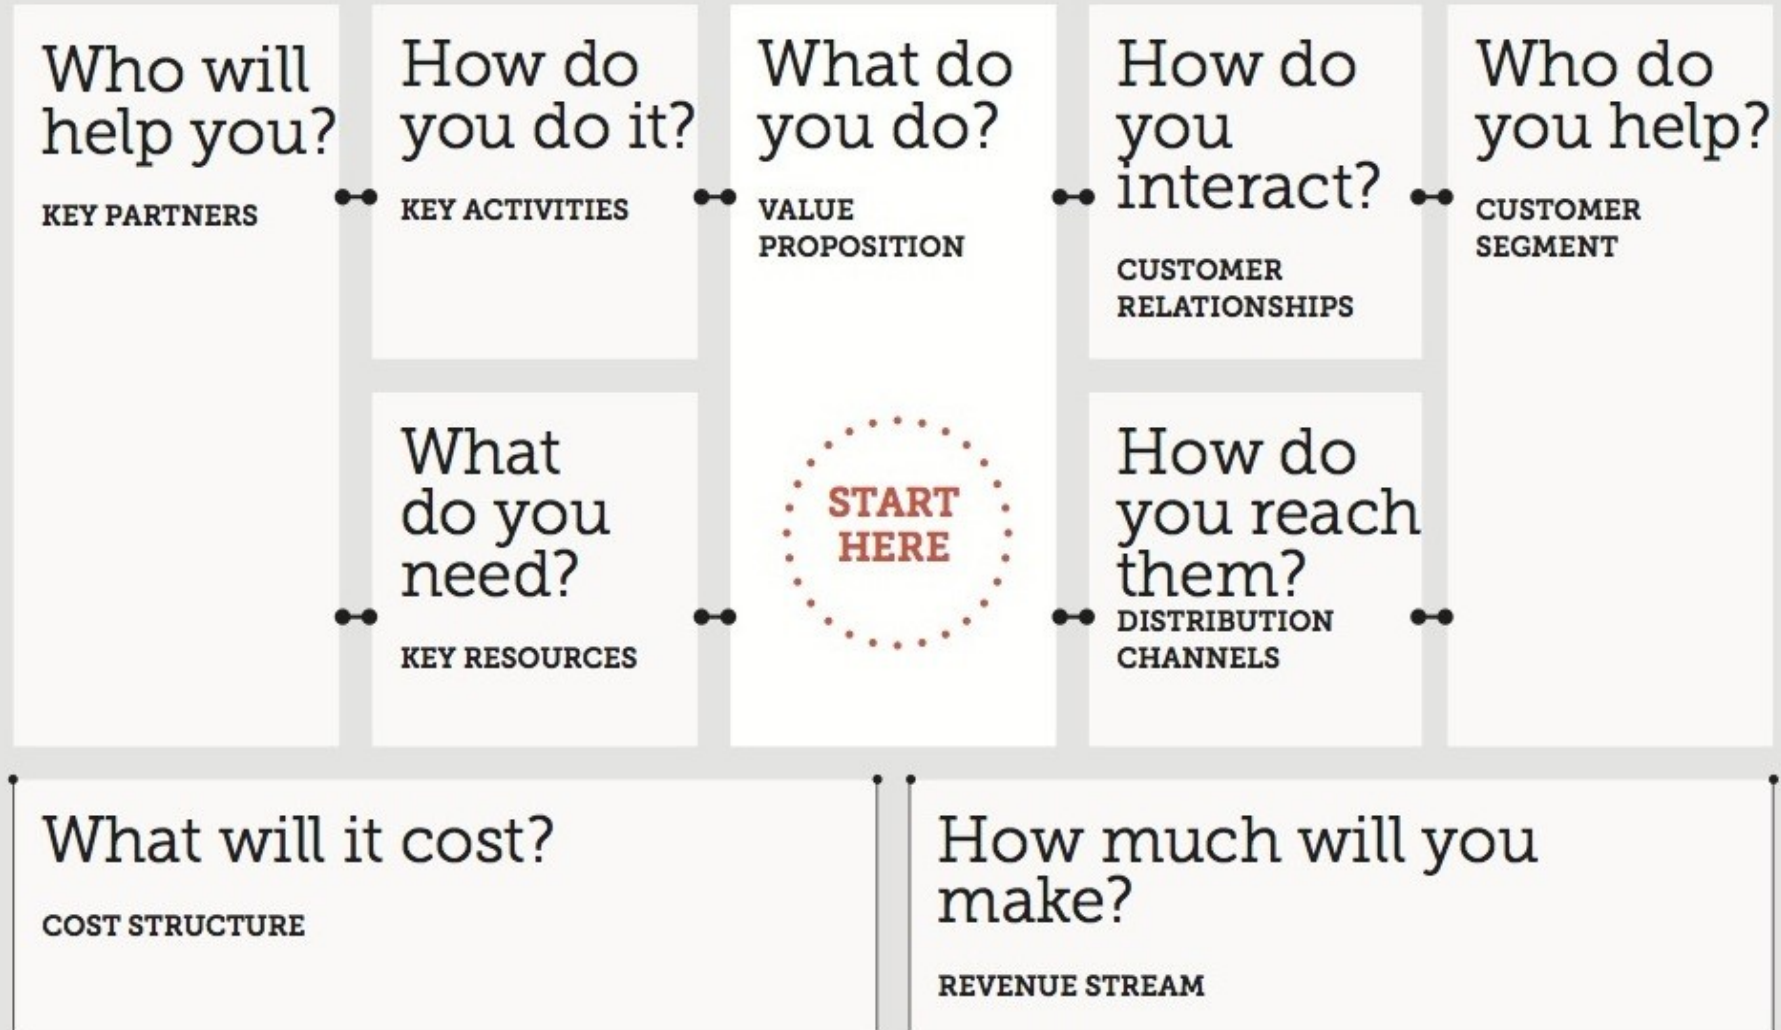 Who will
help you?
KEY PARTNERS
How do
you do it?
KEY ACTIVITIES
What
do you
need?
KEY RESOURCES
What do
you do?
VALUE
PROPOSITION
START
HERE
How do
you
interact?
CUSTOMER
RELATIONSHIPS
How do
you reach
them?
DISTRIBUTION
CHANNELS
Who do
you help?
CUSTOMER
SEGMENT
What will it cost?
COST STRUCTURE
How much will you
make?
REVENUE STREAM